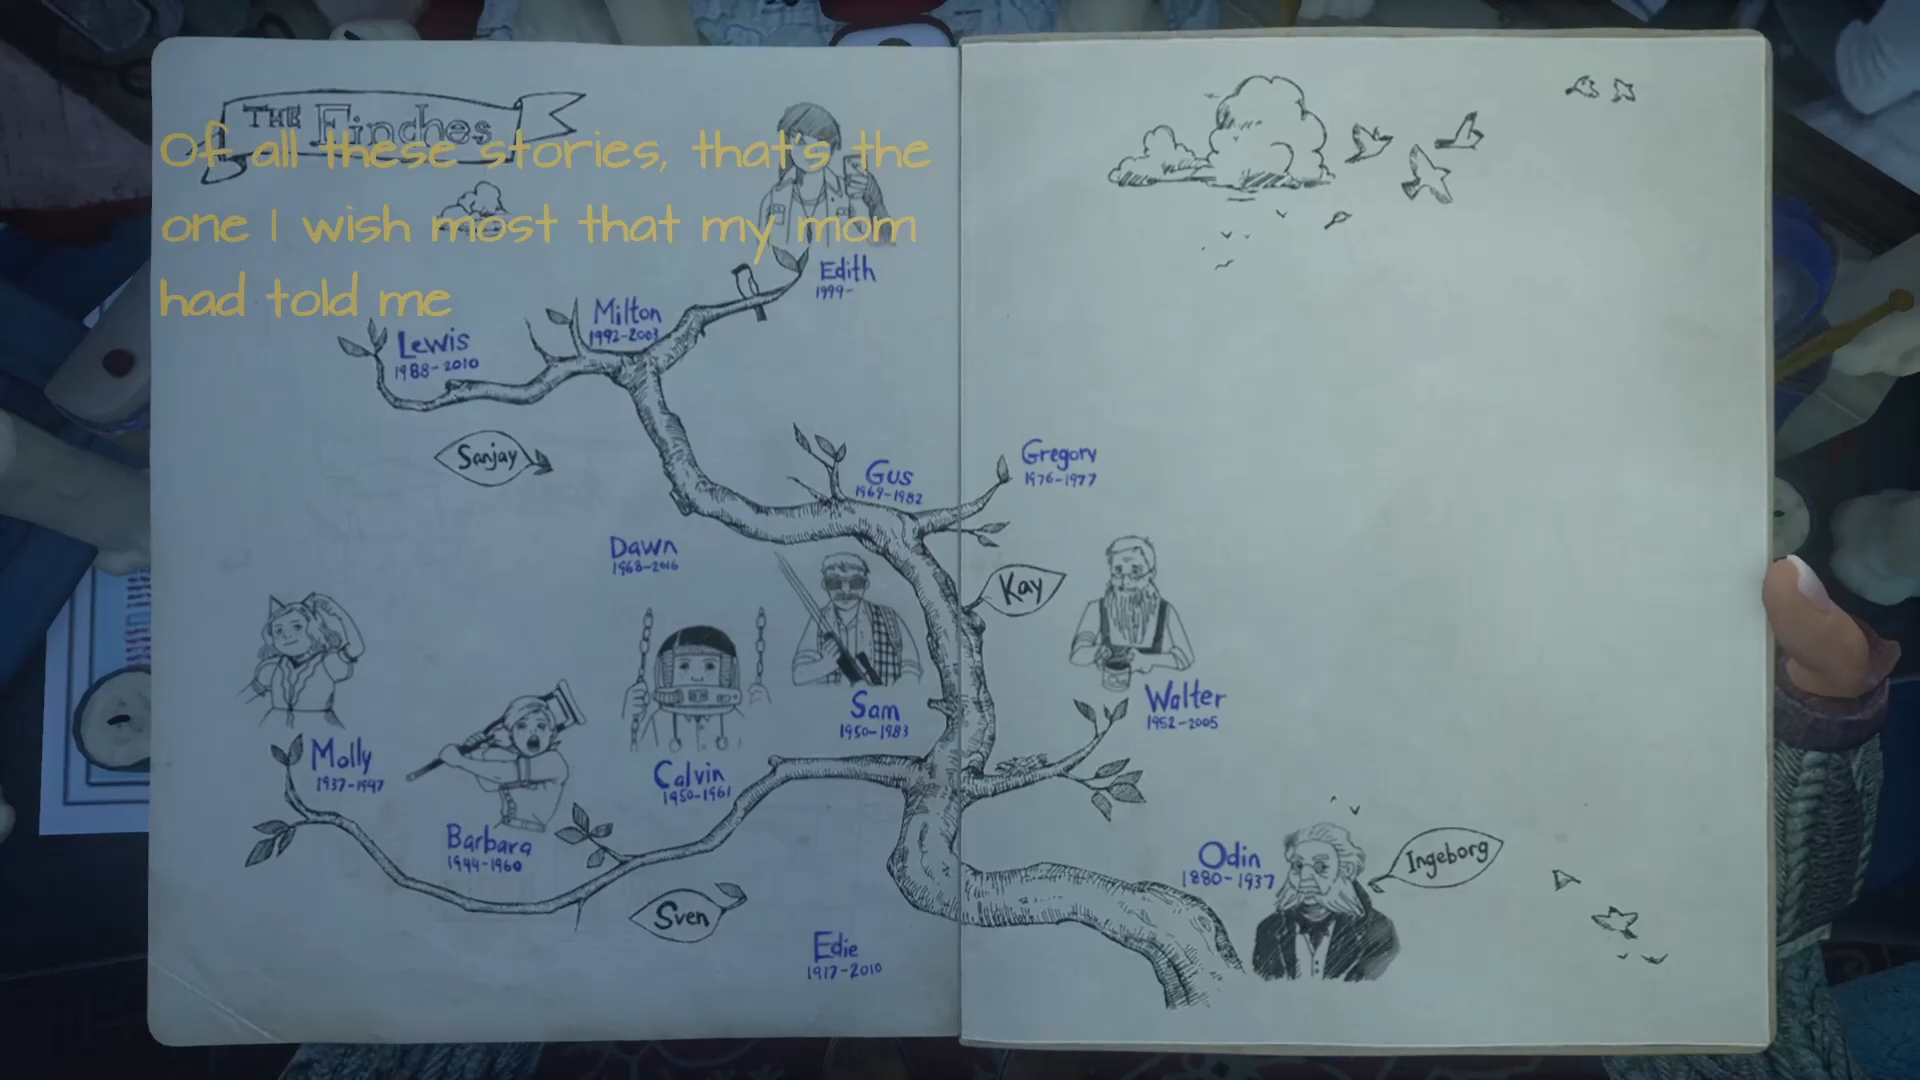 THE Finches
Of all these stories, that's the
one I wish most that my mom
had told me
Edith
1999-
Milton
1992-2003
Lewis
1988-2010
Sanjay
Gus
1969-1982
Gregory
1976-1977
Dawn
1968-2016
Kay
Sam
1950-1983
Walter
1952-2005
Molly
1937-1947
Calvin
1950-1961
Barbara
1944-1960
Odin
1880-1937
Ingeborg
Sven
Edie
1917-2010